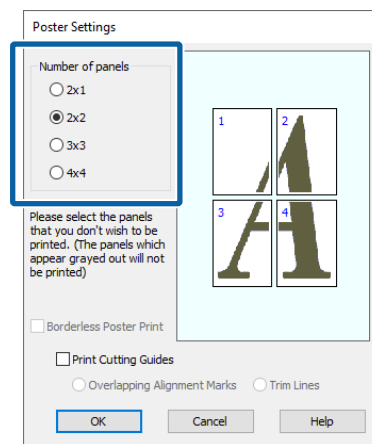 Poster Settings
Number of panels
2x1
2x2
3x3
4x4
1
2
3
4
A
Please select the panels
that you don't wish to be
printed. (The panels which
appear grayed out will not
be printed)
Borderless Poster Print
Print Cutting Guides
Overlapping Alignment Marks Trim Lines
OK Cancel Help